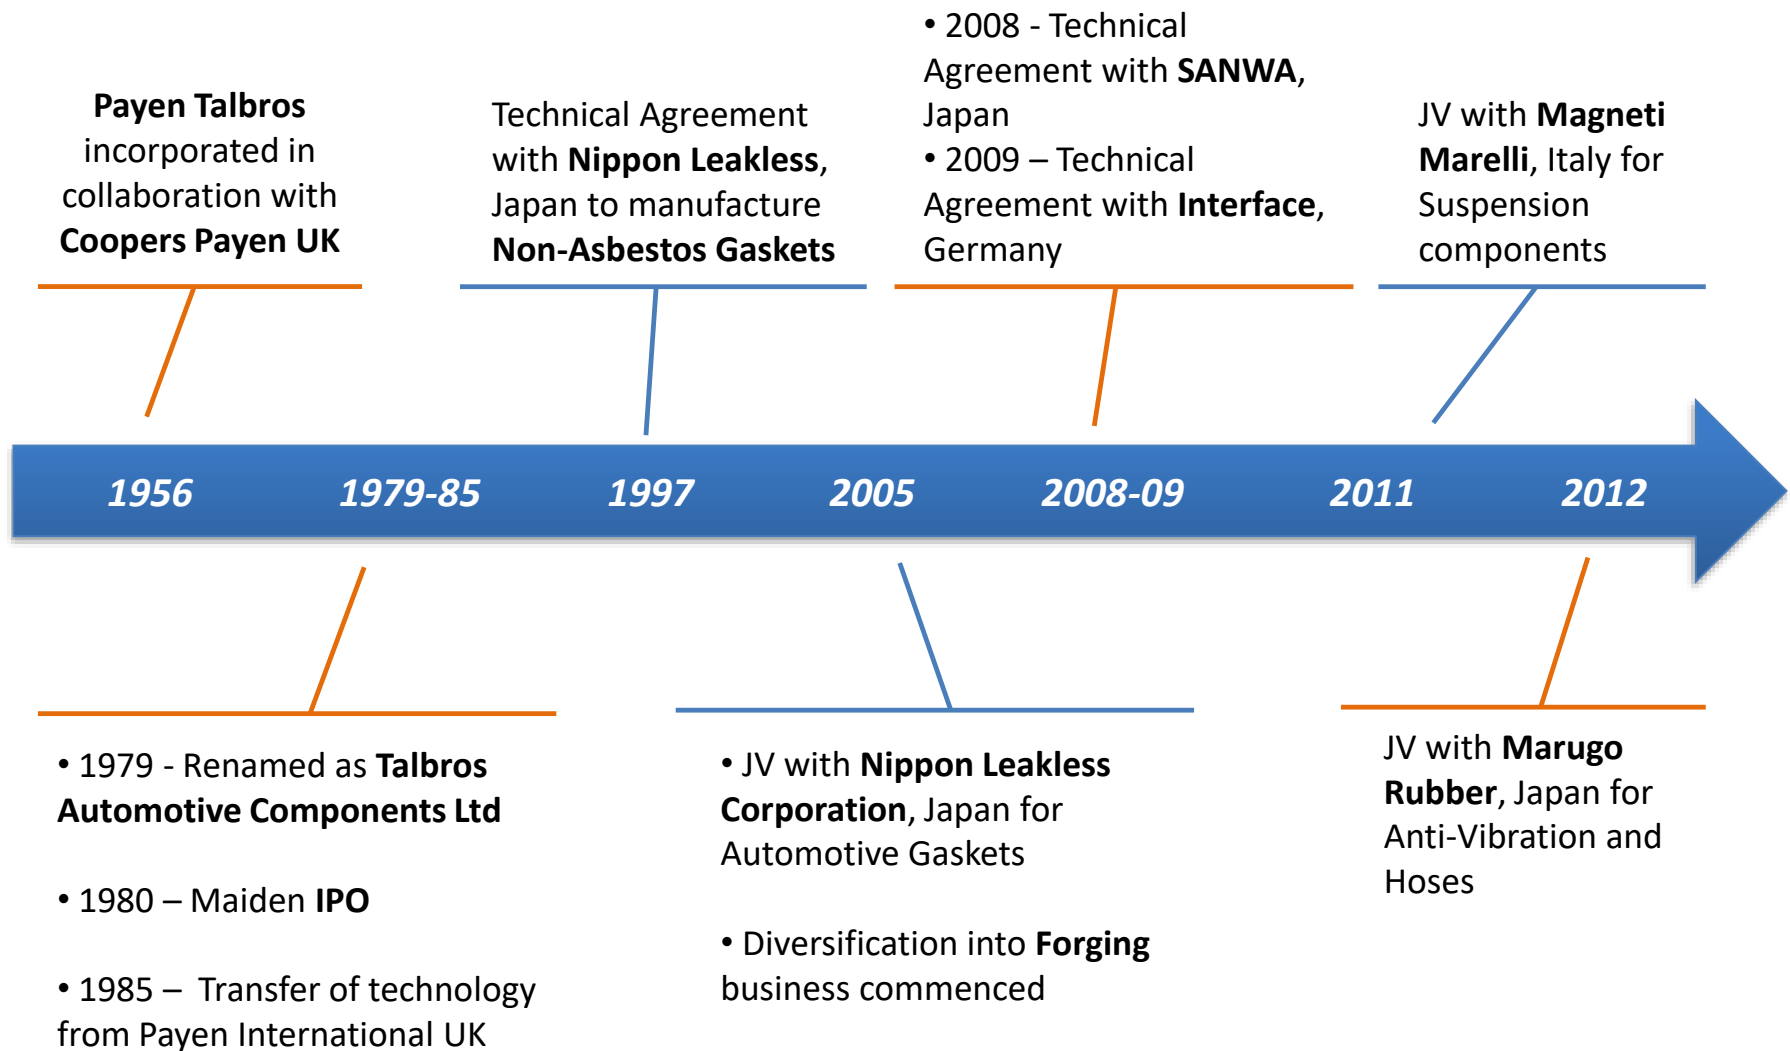 Payen Talbros
incorporated in
collaboration with
Coopers Payen UK
Technical Agreement
with Nippon Leakless,
Japan to manufacture
Non-Asbestos Gaskets
• 2008 - Technical
Agreement with SANWA,
Japan
• 2009 – Technical
Agreement with Interface,
Germany
JV with Magneti
Marelli, Italy for
Suspension
components
1956 1979-85 1997 2005 2008-09 2011 2012
• 1979 - Renamed as Talbros
Automotive Components Ltd
• 1980 – Maiden IPO
• 1985 – Transfer of technology
from Payen International UK
• JV with Nippon Leakless
Corporation, Japan for
Automotive Gaskets
• Diversification into Forging
business commenced
JV with Marugo
Rubber, Japan for
Anti-Vibration and
Hoses